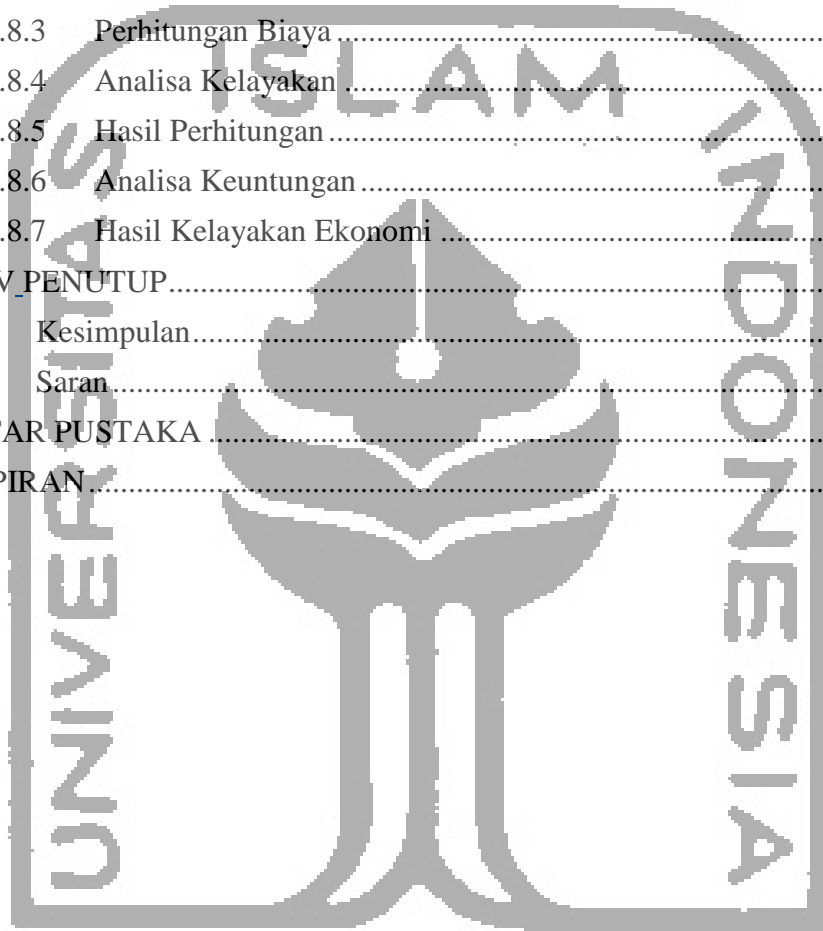 .8.3 Perhitungan Biaya
.8.4 Analisa Kelayakan
.8.5 Hasil Perhitungan
.8.6 Analisa Keuntungan
.8.7 Hasil Kelayakan Ekonomi
V PENUTUP
Kesimpulan
Saran
AR PUSTAKA
PIRAN
UNIVERSITAS ISLAM INDONESIA